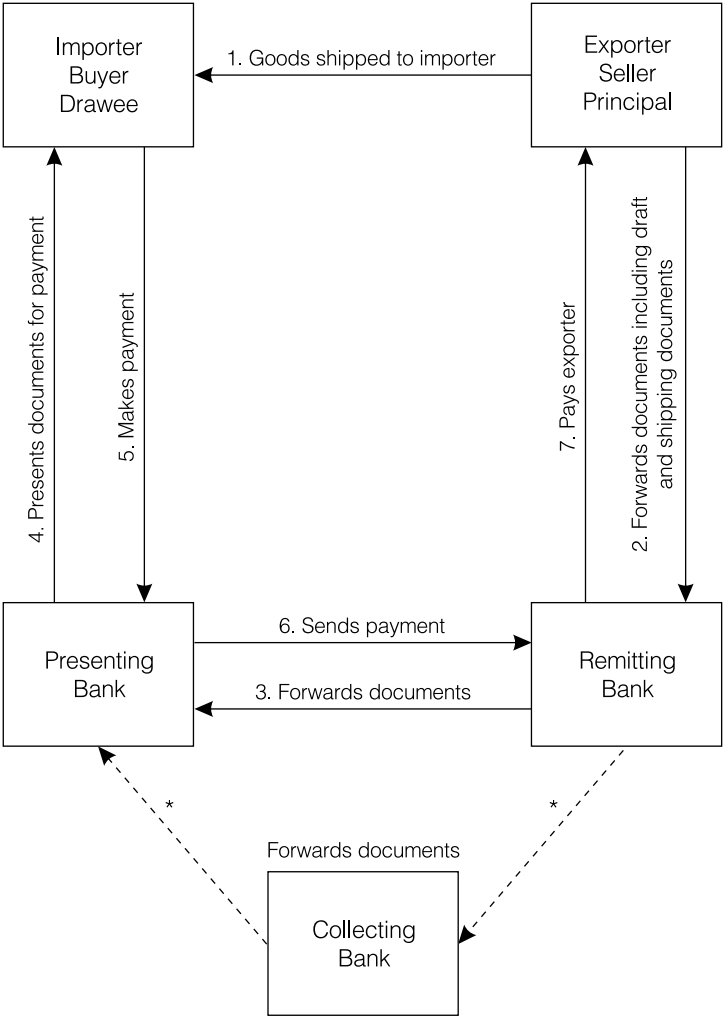 Importer
Buyer
Drawee
1. Goods shipped to importer
Exporter
Seller
Principal
4. Presents documents for payment
5. Makes payment
7. Pays exporter
2. Forwards documents including draft
and shipping documents
Presenting
Bank
6. Sends payment
3. Forwards documents
Remitting
Bank
*
*
Forwards documents
Collecting
Bank